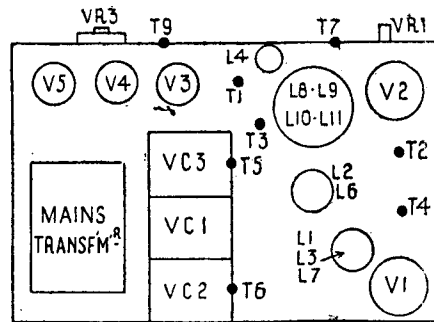 VR3
T9
T7
VR1
L4
V5
V4
V3
T1
L8·L9
L10·L11
V2
T3
T2
VC3
T5
L2
L6
T4
MAINS
TRANSFM'R
VC1
L1
L3
L7
VC2
T6
V1